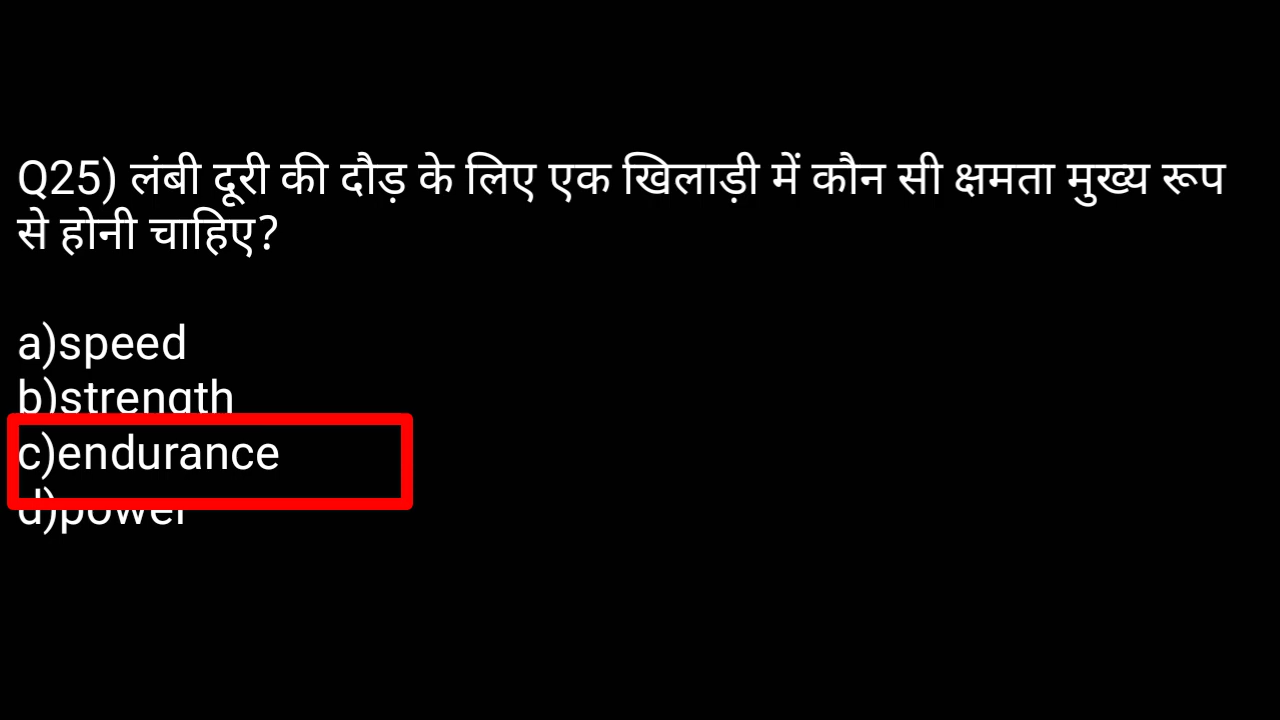 Q25) लंबी दूरी की दौड़ के लिए एक खिलाड़ी में कौन सी क्षमता मुख्य रूप
से होनी चाहिए?
a)speed
b)strength
c)endurance
d)power